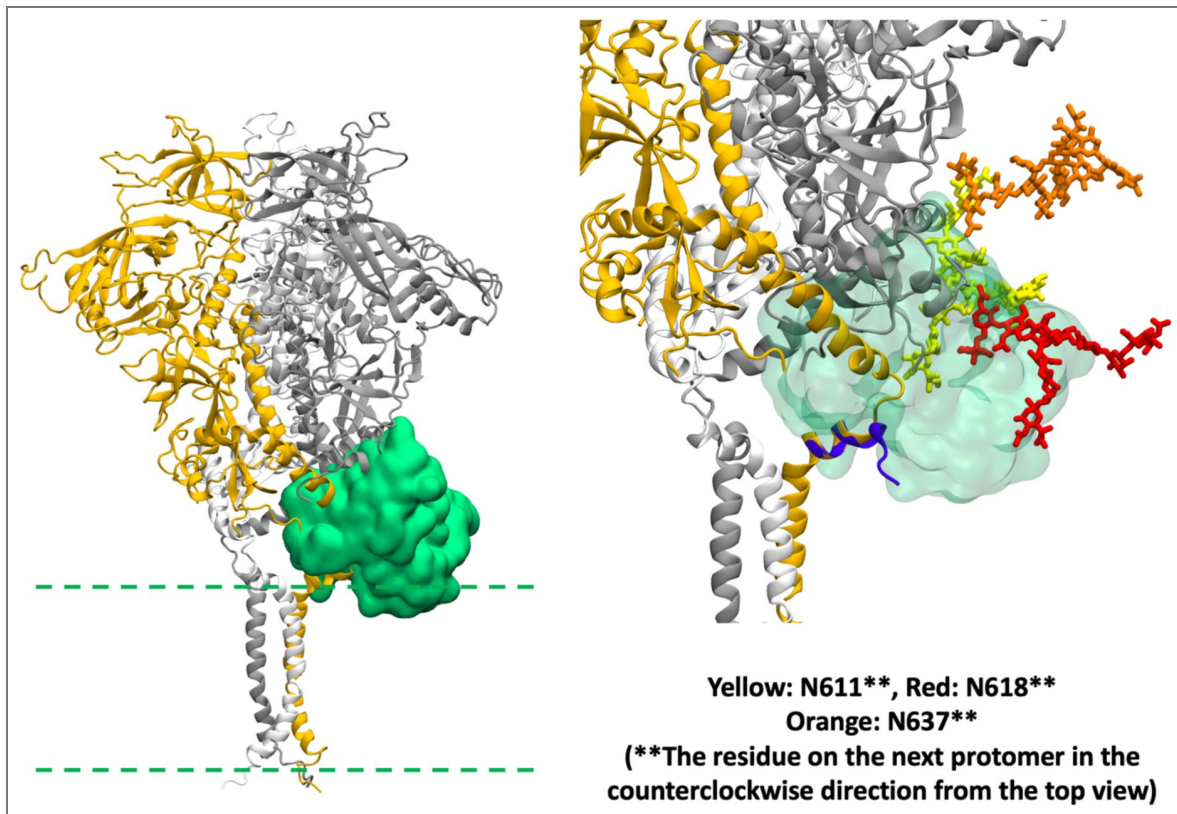 Yellow: N611**, Red: N618**
Orange: N637**
(**The residue on the next protomer in the
counterclockwise direction from the top view)